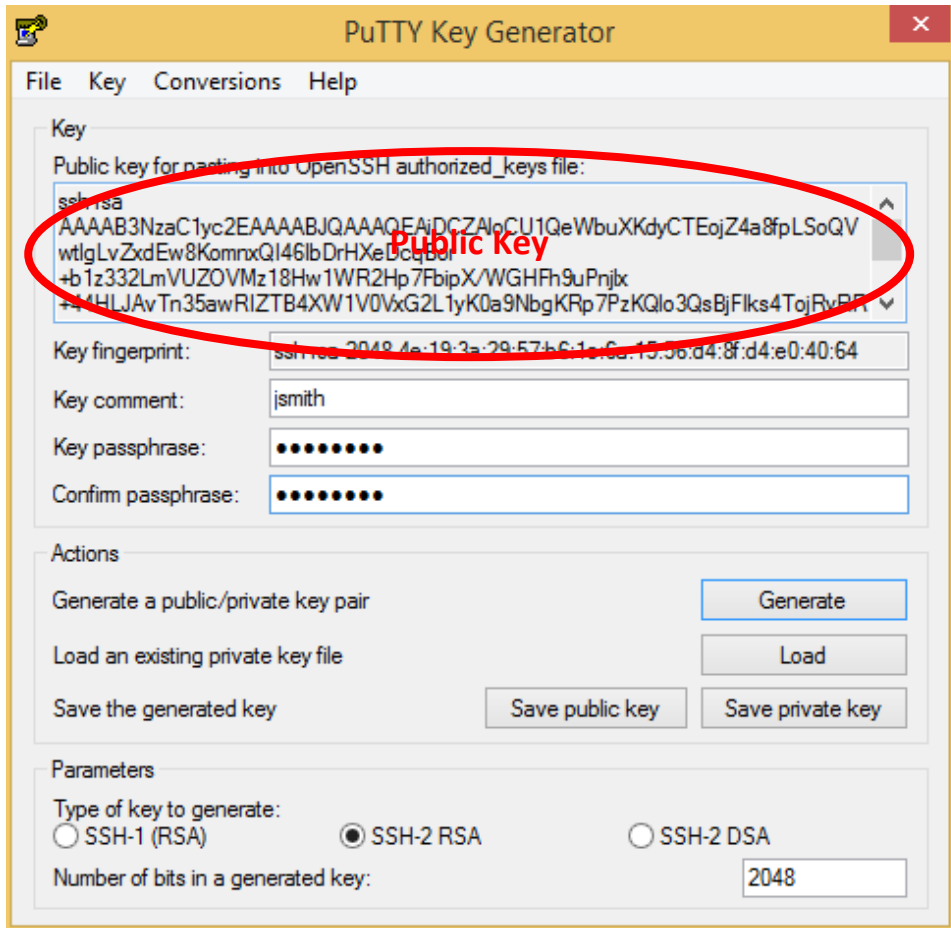 PuTTY Key Generator
File Key Conversions Help
Key
Public key for pasting into OpenSSH authorized_keys file:
ssh-rsa
Public Key
+b1z332LmVUZOVMz18Hw1WR2Hp7FbipX/WGHFh9uPnjlx
Key fingerprint: ssh-rsa 2048
Key comment: jsmith
Key passphrase: ●●●●●●●●
Confirm passphrase: ●●●●●●●●
Actions
Generate a public/private key pair Generate
Load an existing private key file Load
Save the generated key Save public key Save private key
Parameters
Type of key to generate:
SSH-1 (RSA) SSH-2 RSA SSH-2 DSA
Number of bits in a generated key: 2048